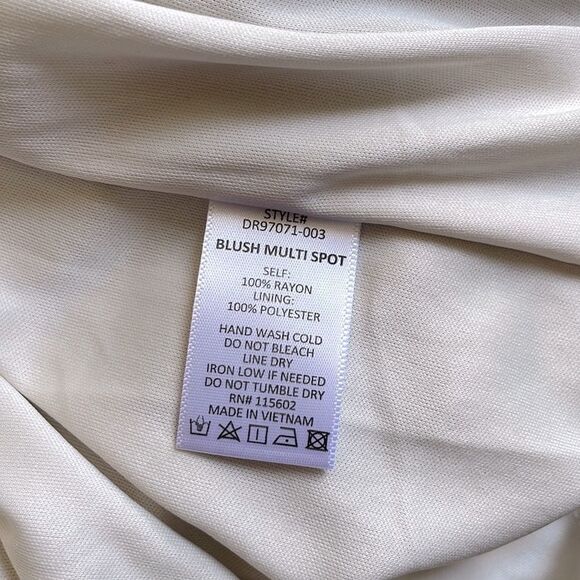 STYLE#
DR97071-003
BLUSH MULTI SPOT
SELF:
100% RAYON
LINING:
100% POLYESTER
HAND WASH COLD
DO NOT BLEACH
LINE DRY
IRON LOW IF NEEDED
DO NOT TUMBLE DRY
RN# 115602
MADE IN VIETNAM